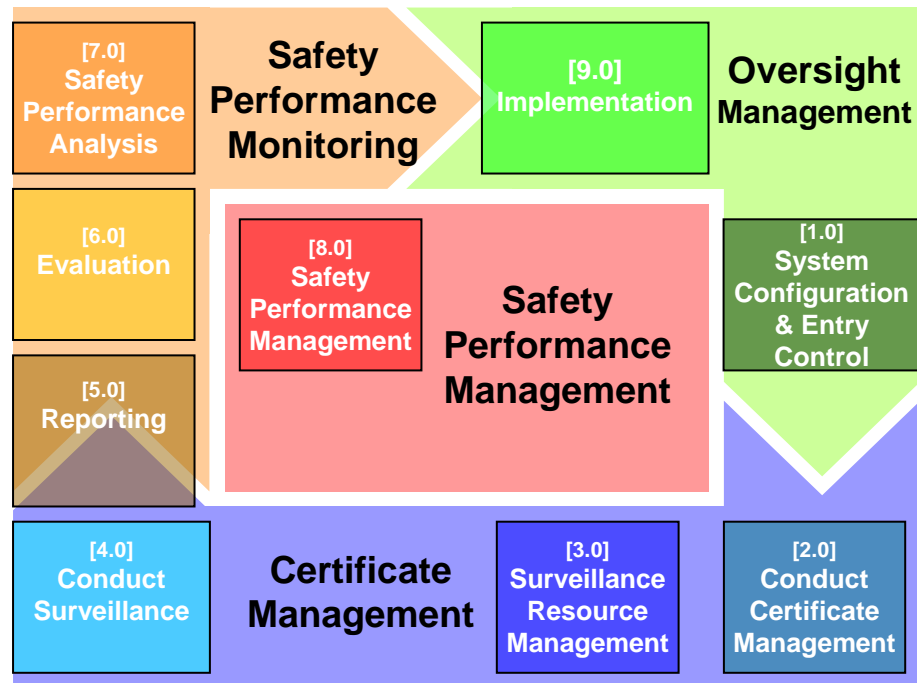 [7.0]
Safety
Performance
Analysis
Safety
Performance
Monitoring
[9.0]
Implementation
Oversight
Management
[6.0]
Evaluation
[8.0]
Safety
Performance
Management
Safety
Performance
Management
[1.0]
System
Configuration
& Entry
Control
[5.0]
Reporting
[4.0]
Conduct
Surveillance
Certificate
Management
[3.0]
Surveillance
Resource
Management
[2.0]
Conduct
Certificate
Management